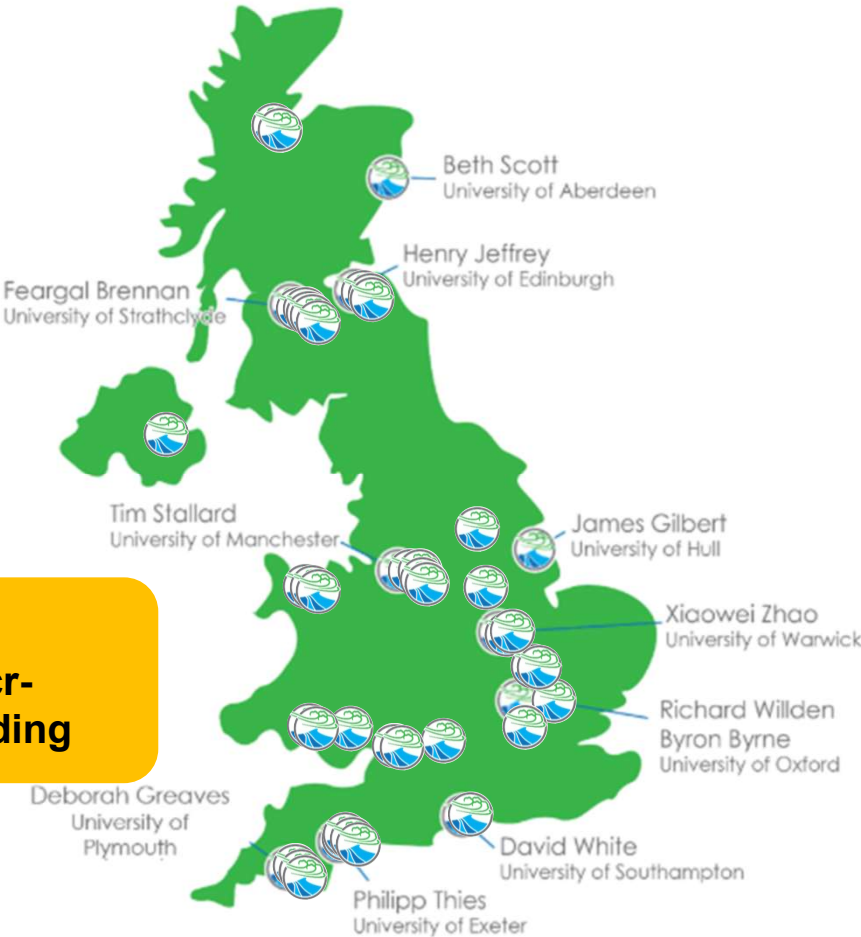 Beth Scott
University of Aberdeen
Henry Jeffrey
University of Edinburgh
Feargal Brennan
University of Strathclyde
Tim Stallard
University of Manchester
James Gilbert
University of Hull
Xiaowei Zhao
University of Warwick
cr-
ding
Richard Willden
Byron Byrne
University of Oxford
Deborah Greaves
University of
Plymouth
David White
University of Southampton
Philipp Thies
University of Exeter